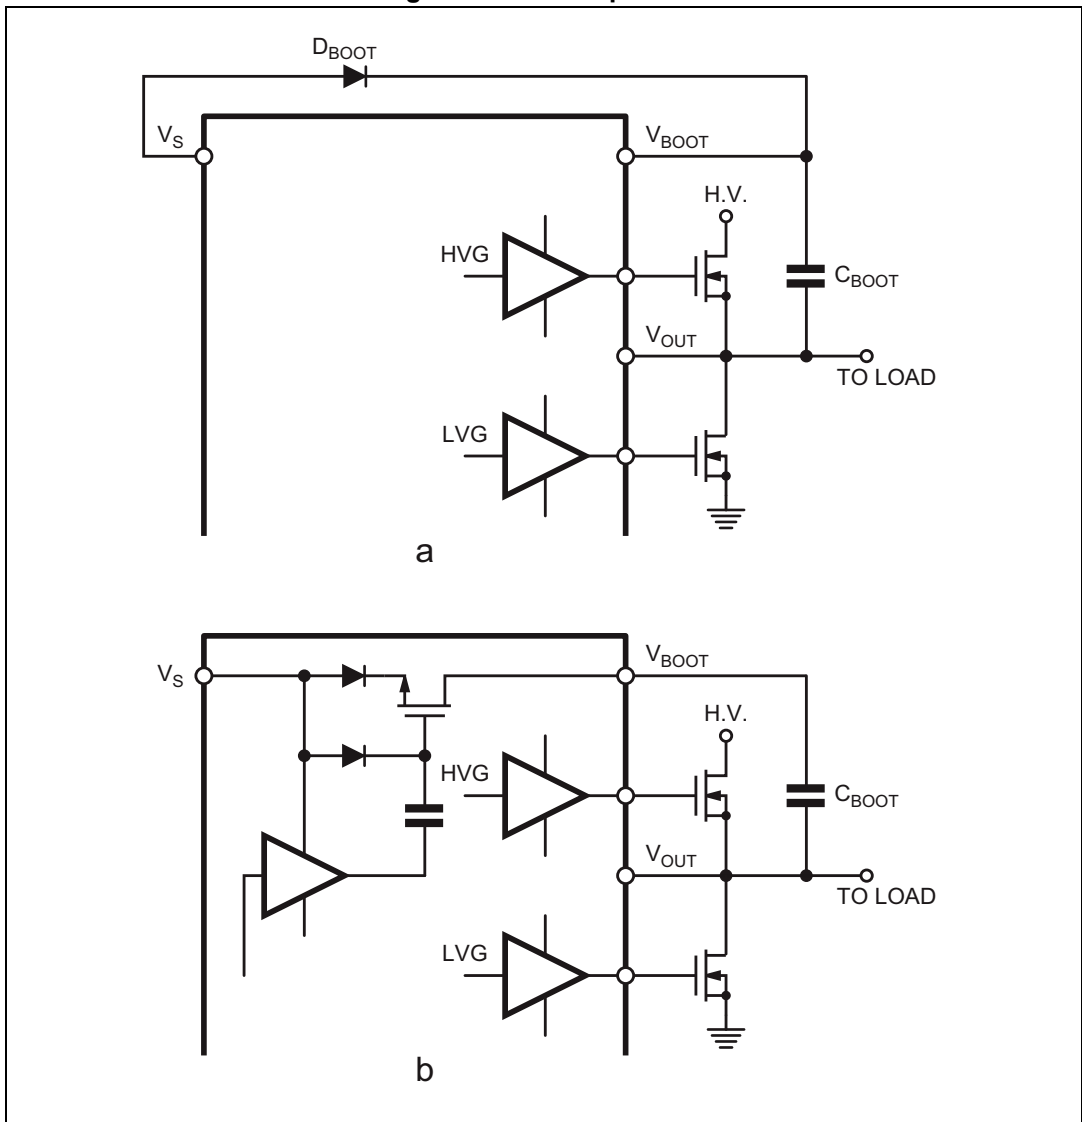 D_BOOT
V_S
V_BOOT
H.V.
HVG
C_BOOT
V_OUT
TO LOAD
LVG
a
V_S
V_BOOT
H.V.
HVG
C_BOOT
V_OUT
TO LOAD
LVG
b